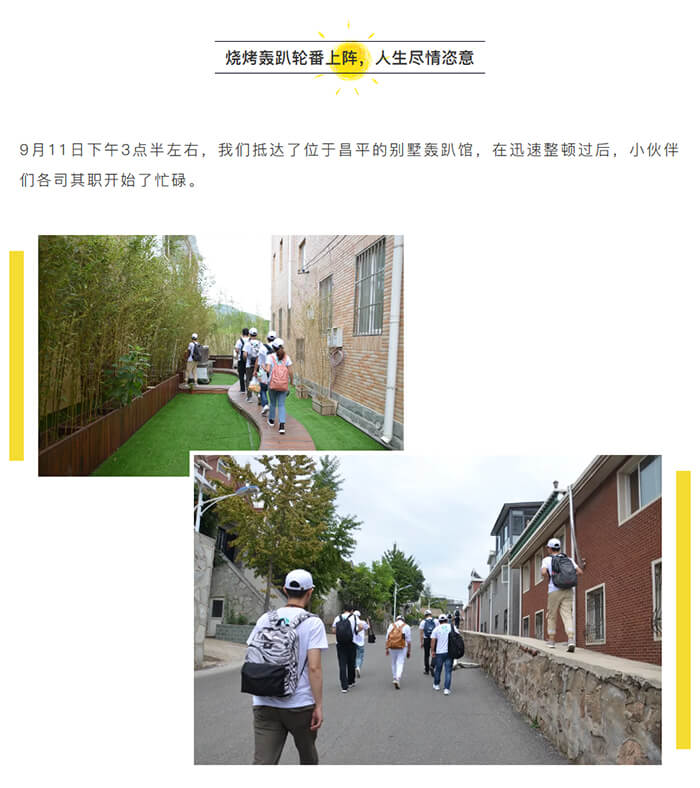 烧烤轰趴轮番上阵，人生尽情恣意
9月11日下午3点半左右，我们抵达了位于昌平的别墅轰趴馆，在迅速整顿过后，小伙伴
们各司其职开始了忙碌。